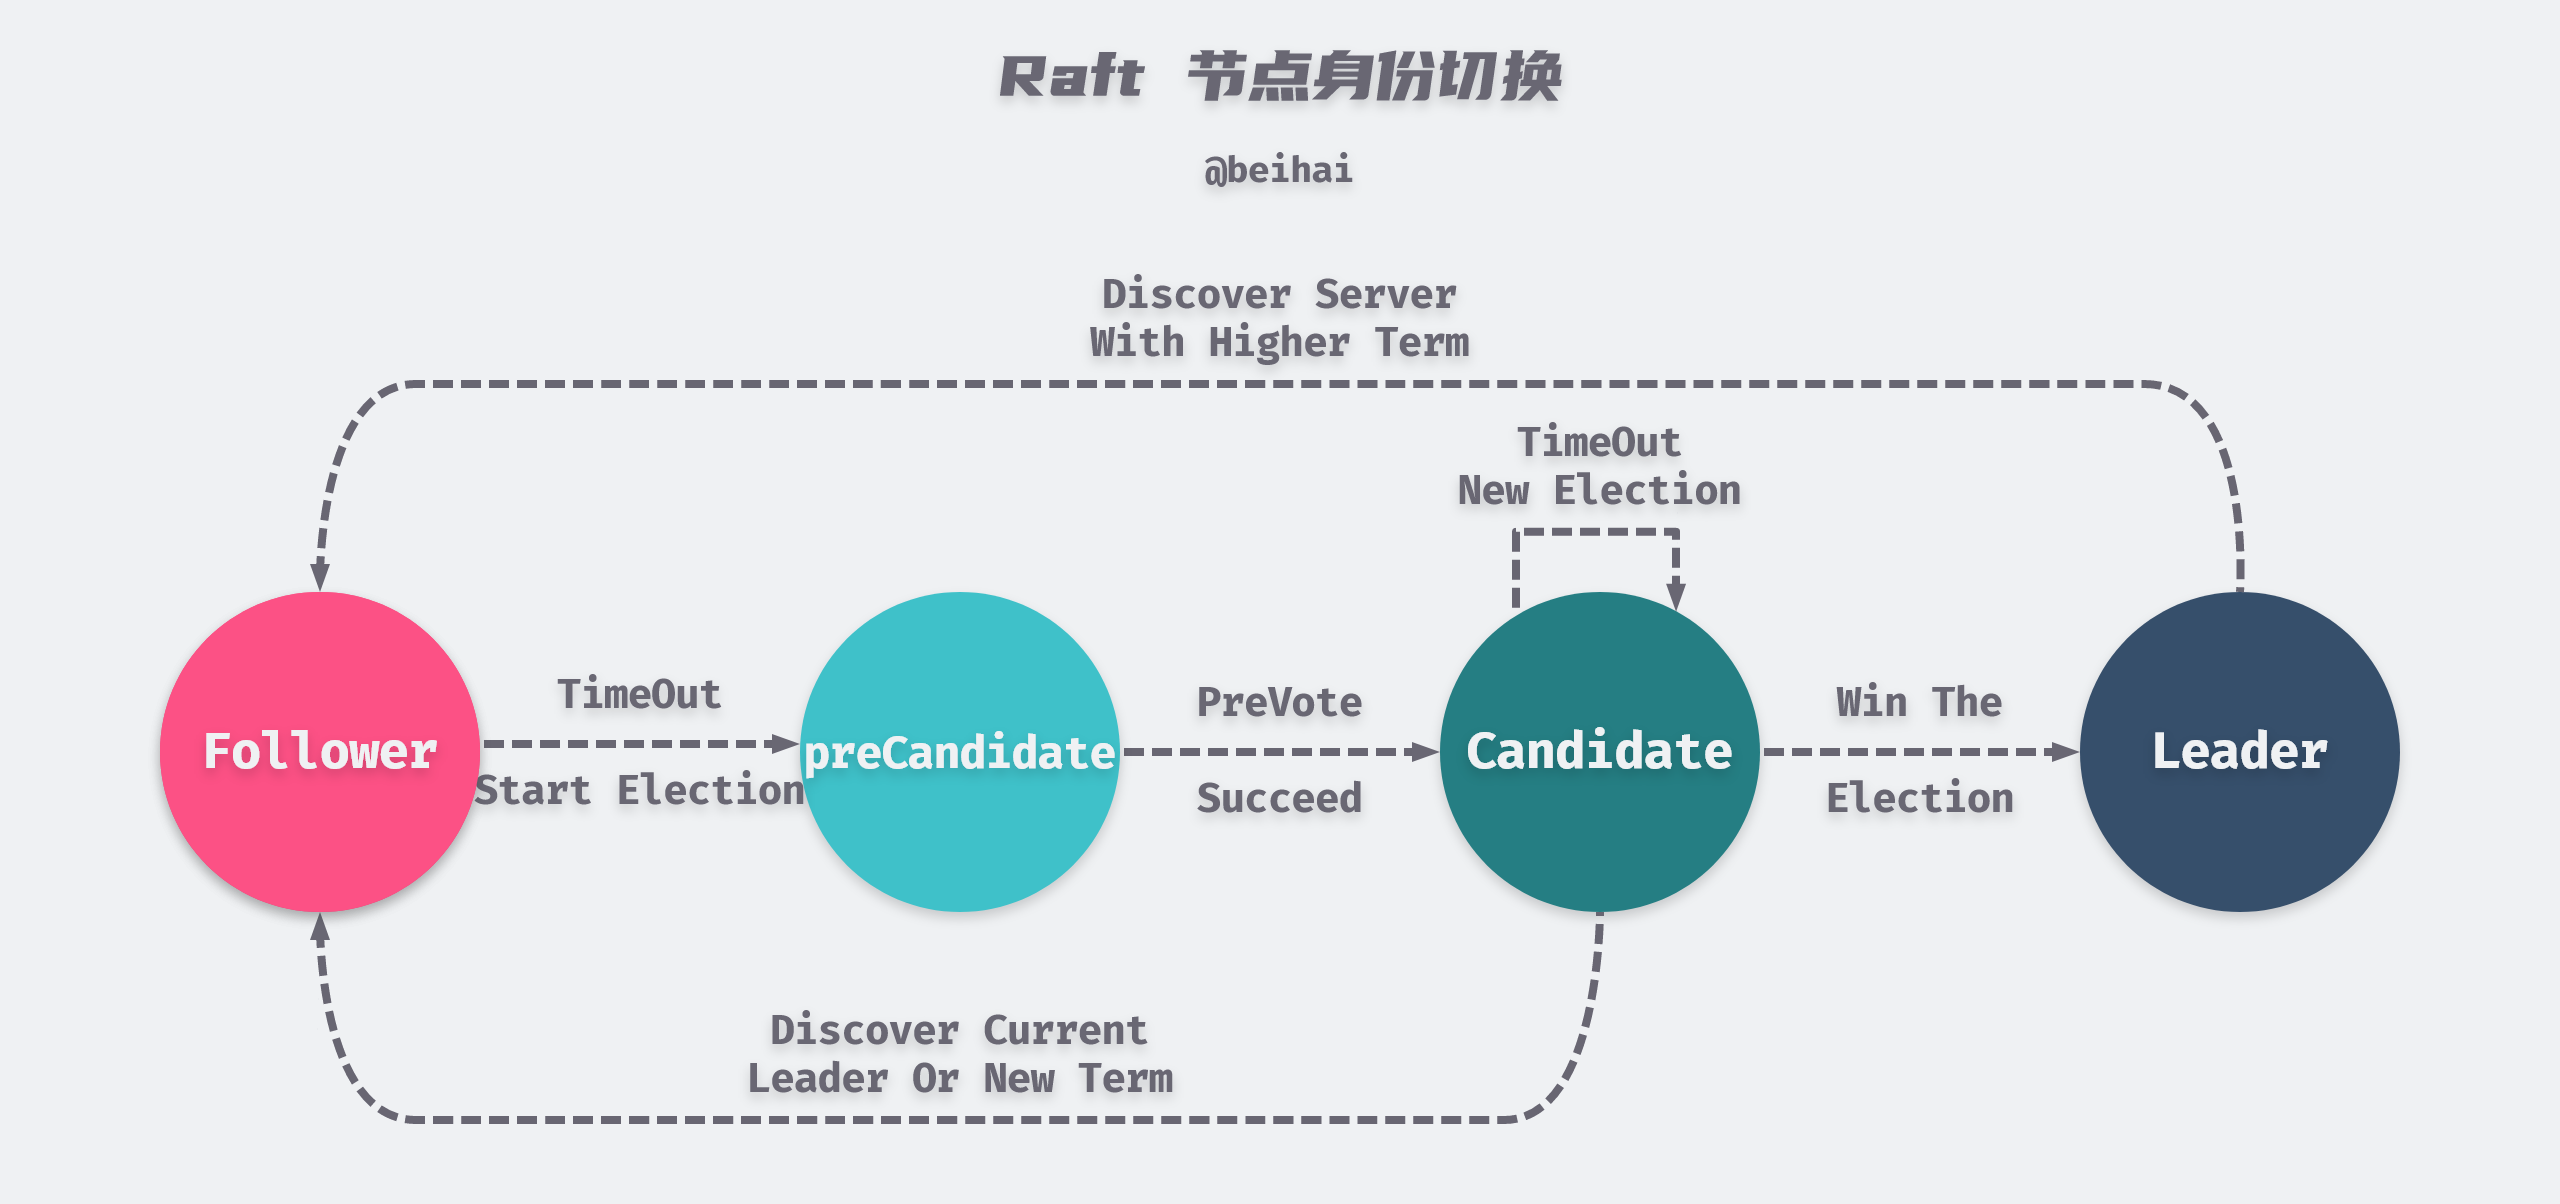 Raft 节点身份切换
@beihai
Discover Server
With Higher Term
TimeOut
New Election
TimeOut
Start Election
PreVote
Succeed
Win The
Election
Follower
preCandidate
Candidate
Leader
Discover Current
Leader Or New Term